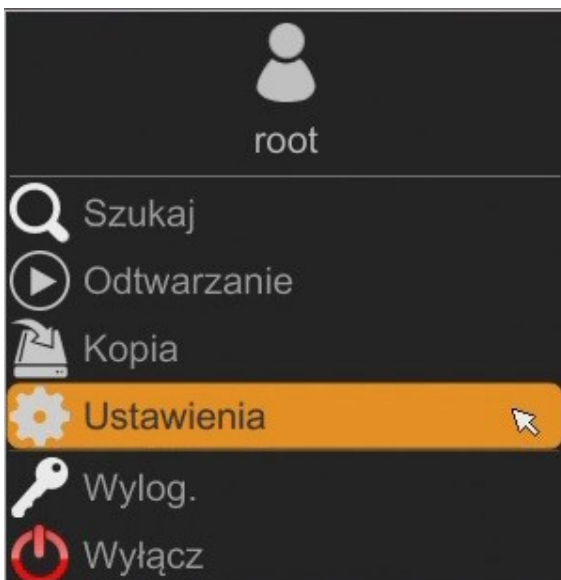 root
Szukaj
Odtwarzanie
Kopia
Ustawienia
Wylog.
Wyłącz